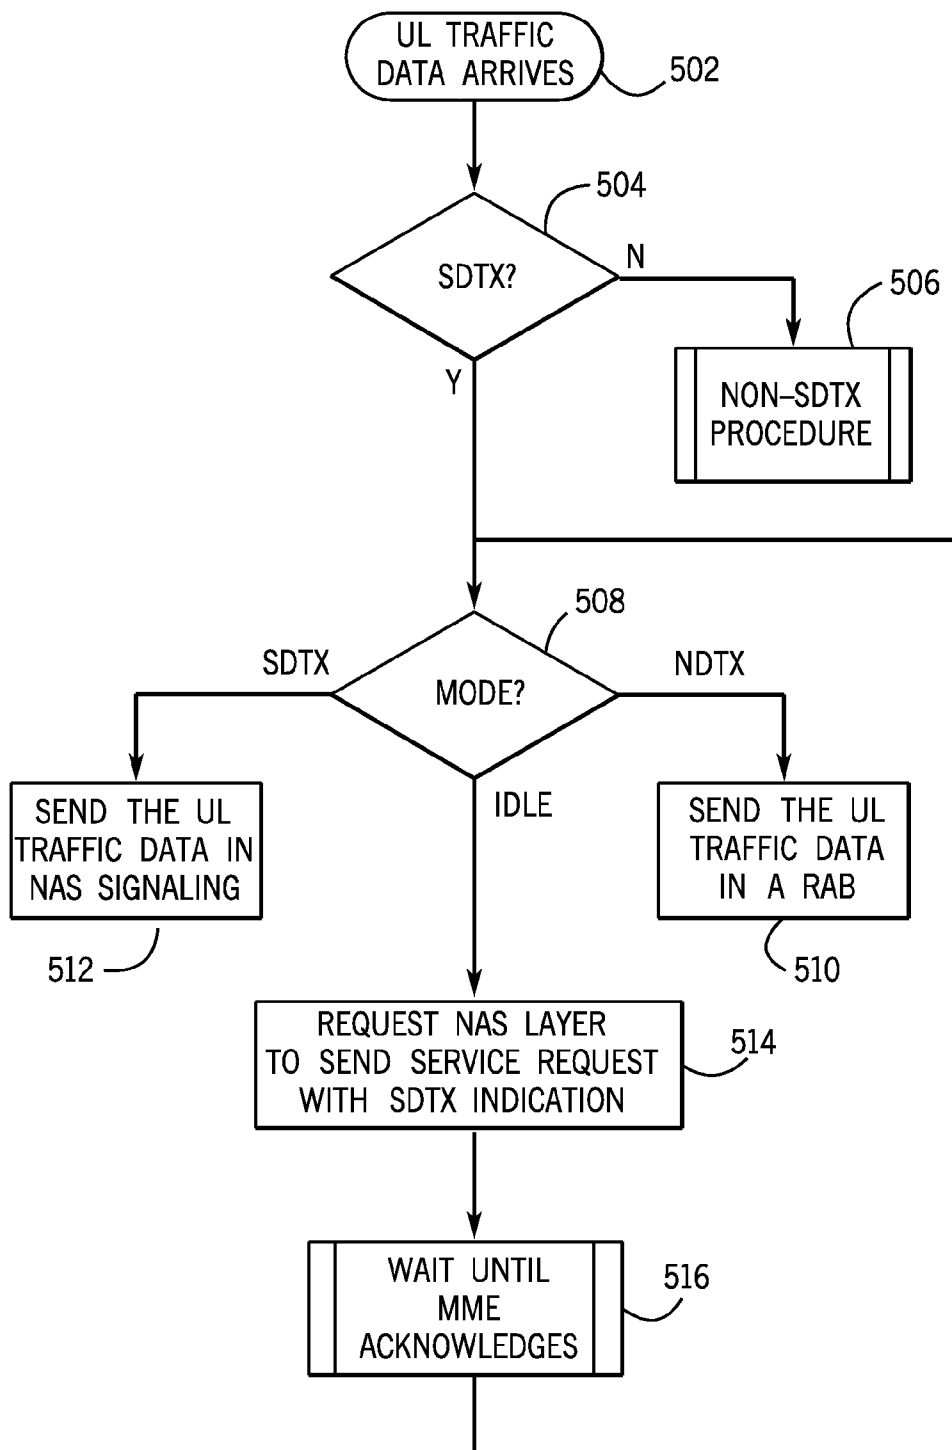 UL TRAFFIC
DATA ARRIVES
502
504
SDTX?
N
506
Y
NON–SDTX
PROCEDURE
508
SDTX
NDTX
MODE?
IDLE
SEND THE UL
TRAFFIC DATA IN
NAS SIGNALING
SEND THE UL
TRAFFIC DATA
IN A RAB
512
510
REQUEST NAS LAYER
TO SEND SERVICE REQUEST
WITH SDTX INDICATION
514
WAIT UNTIL
MME
ACKNOWLEDGES
516